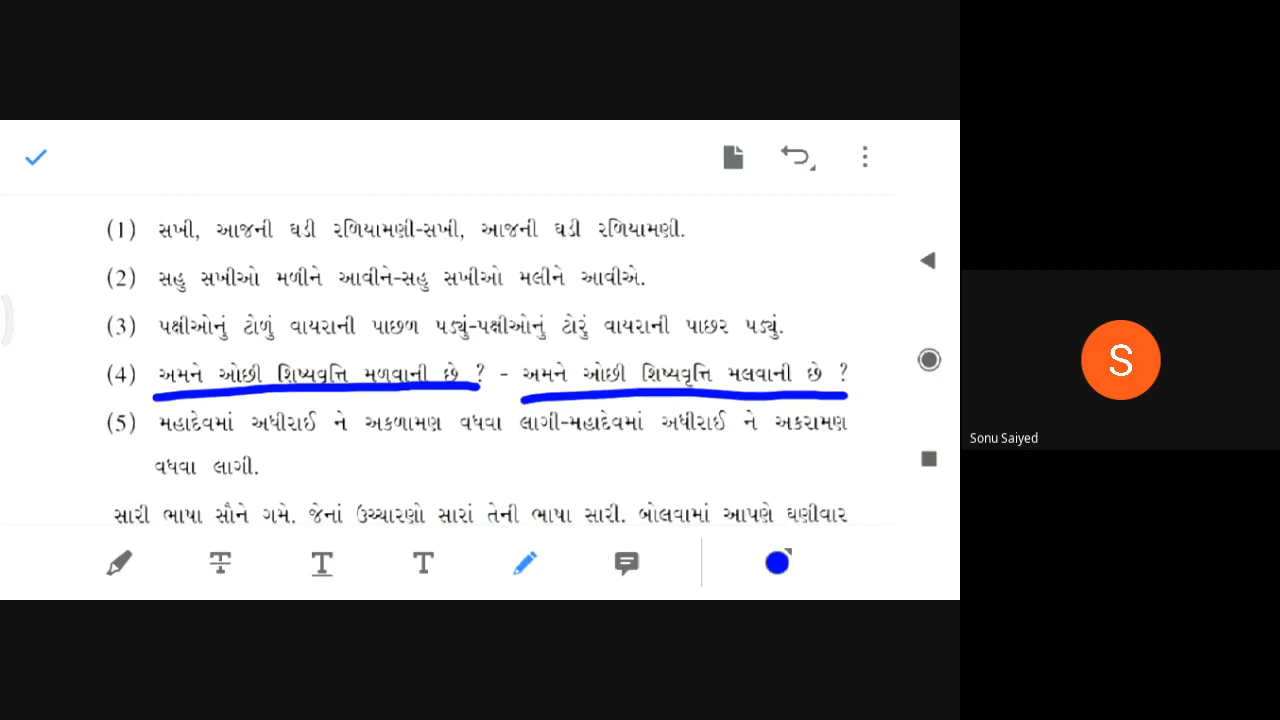 (1) સખી, આજની ઘડી રળિયામણી-સખી, આજની ઘડી રળિયામણી.
(2) સહુ સખીઓ મળીને આવીને-સહુ સખીઓ મલીને આવીએ.
(3) પક્ષીઓનું ટોળું વાયરાની પાછળ પડ્યું-પક્ષીઓનું ટોરું વાયરાની પાછર પડ્યું.
(4) અમને ઓછી શિષ્યવૃત્તિ મળવાની છે ? - અમને ઓછી શિષ્યવૃત્તિ મલવાની છે ?
(5) મહાદેવમાં અધીરાઈ ને અકળામણ વધવા લાગી-મહાદેવમાં અધીરાઈ ને અકરામણ
વધવા લાગી.
સારી ભાષા સૌને ગમે. જેનાં ઉચ્ચારણો સારાં તેની ભાષા સારી. બોલવામાં આપણે ઘણીવાર
T T T
S
Sonu Saiyed